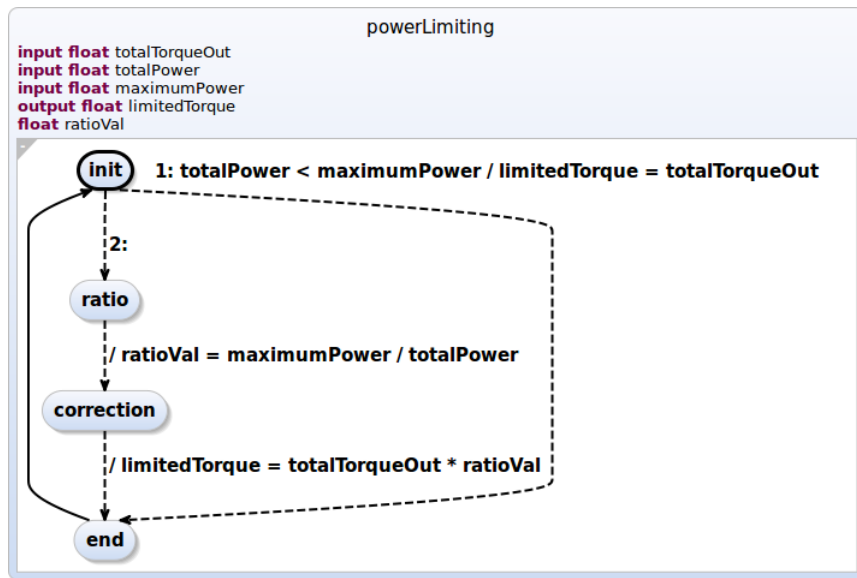 powerLimiting
input float totalTorqueOut
input float totalPower
input float maximumPower
output float limitedTorque
float ratioVal
-
init
1: totalPower < maximumPower / limitedTorque = totalTorqueOut
2:
ratio
/ ratioVal = maximumPower / totalPower
correction
/ limitedTorque = totalTorqueOut * ratioVal
end